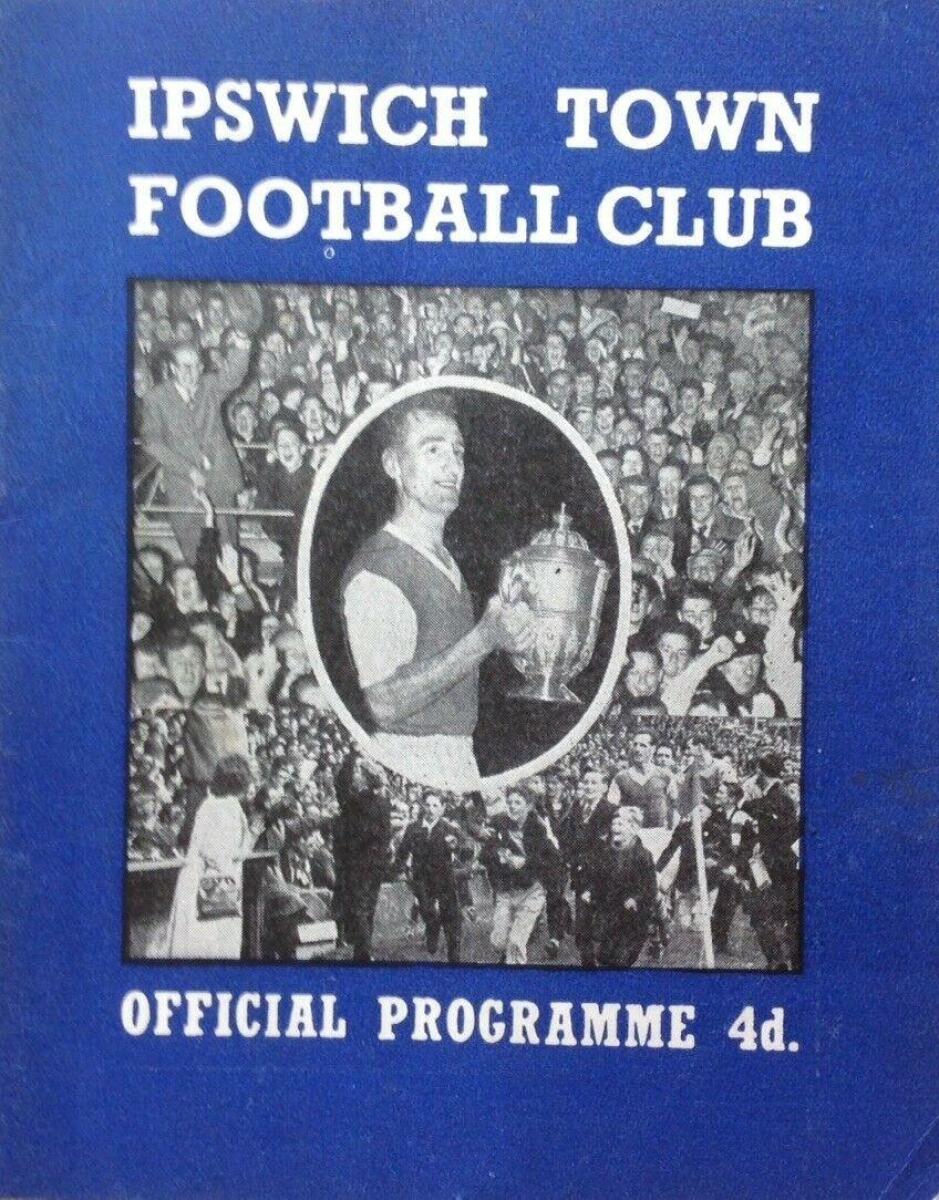 IPSWICH TOWN
FOOTBALL CLUB
OFFICIAL PROGRAMME 4d.